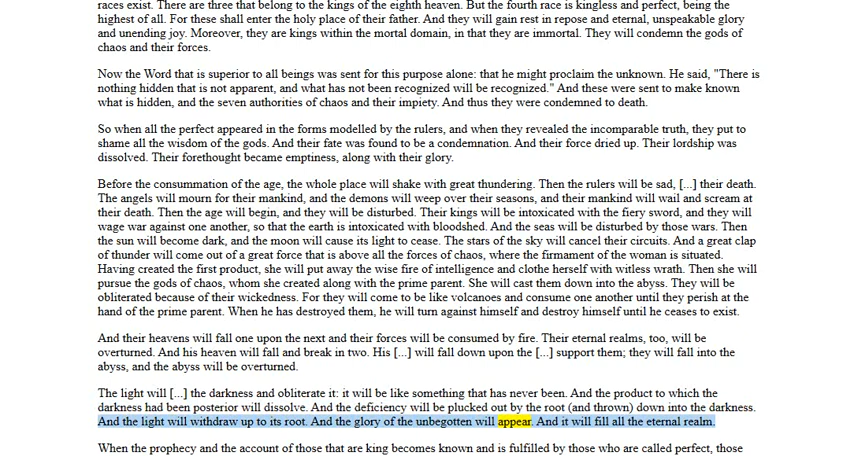 races exist. There are three that belong to the kings of the eighth heaven. But the fourth race is kingless and perfect, being the
highest of all. For these shall enter the holy place of their father. And they will gain rest in repose and eternal, unspeakable glory
and unending joy. Moreover, they are kings within the mortal domain, in that they are immortal. They will condemn the gods of
chaos and their forces.
Now the Word that is superior to all beings was sent for this purpose alone: that he might proclaim the unknown. He said, "There is
nothing hidden that is not apparent, and what has not been recognized will be recognized." And these were sent to make known
what is hidden, and the seven authorities of chaos and their impiety. And thus they were condemned to death.
So when all the perfect appeared in the forms modelled by the rulers, and when they revealed the incomparable truth, they put to
shame all the wisdom of the gods. And their fate was found to be a condemnation. And their force dried up. Their lordship was
dissolved. Their forethought became emptiness, along with their glory.
Before the consummation of the age, the whole place will shake with great thundering. Then the rulers will be sad, [...] their death.
The angels will mourn for their mankind, and the demons will weep over their seasons, and their mankind will wail and scream at
their death. Then the age will begin, and they will be disturbed. Their kings will be intoxicated with the fiery sword, and they will
wage war against one another, so that the earth is intoxicated with bloodshed. And the seas will be disturbed by those wars. Then
the sun will become dark, and the moon will cause its light to cease. The stars of the sky will cancel their circuits. And a great clap
of thunder will come out of a great force that is above all the forces of chaos, where the firmament of the woman is situated.
Having created the first product, she will put away the wise fire of intelligence and clothe herself with witless wrath. Then she will
pursue the gods of chaos, whom she created along with the prime parent. She will cast them down into the abyss. They will be
obliterated because of their wickedness. For they will come to be like volcanoes and consume one another until they perish at the
hand of the prime parent. When he has destroyed them, he will turn against himself and destroy himself until he ceases to exist.
And their heavens will fall one upon the next and their forces will be consumed by fire. Their eternal realms, too, will be
overturned. And his heaven will fall and break in two. His [...] will fall down upon the [...] support them; they will fall into the
abyss, and the abyss will be overturned.
The light will [...] the darkness and obliterate it: it will be like something that has never been. And the product to which the
darkness had been posterior will dissolve. And the deficiency will be plucked out by the root (and thrown) down into the darkness.
And the light will withdraw up to its root. And the glory of the unbegotten will appear. And it will fill all the eternal realm.
When the prophecy and the account of those that are king becomes known and is fulfilled by those who are called perfect, those